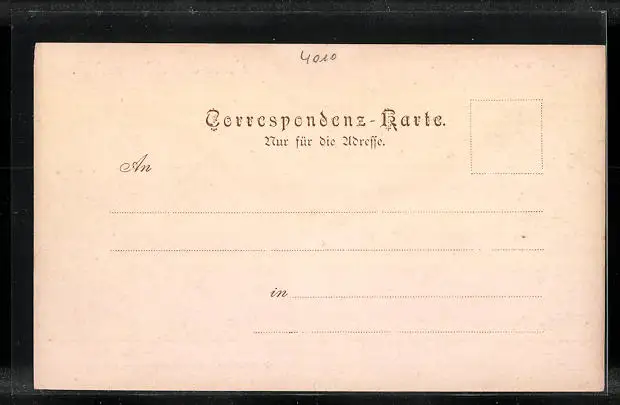 4010
Correspondenz-Karte.
Nur für die Adresse.
An
in